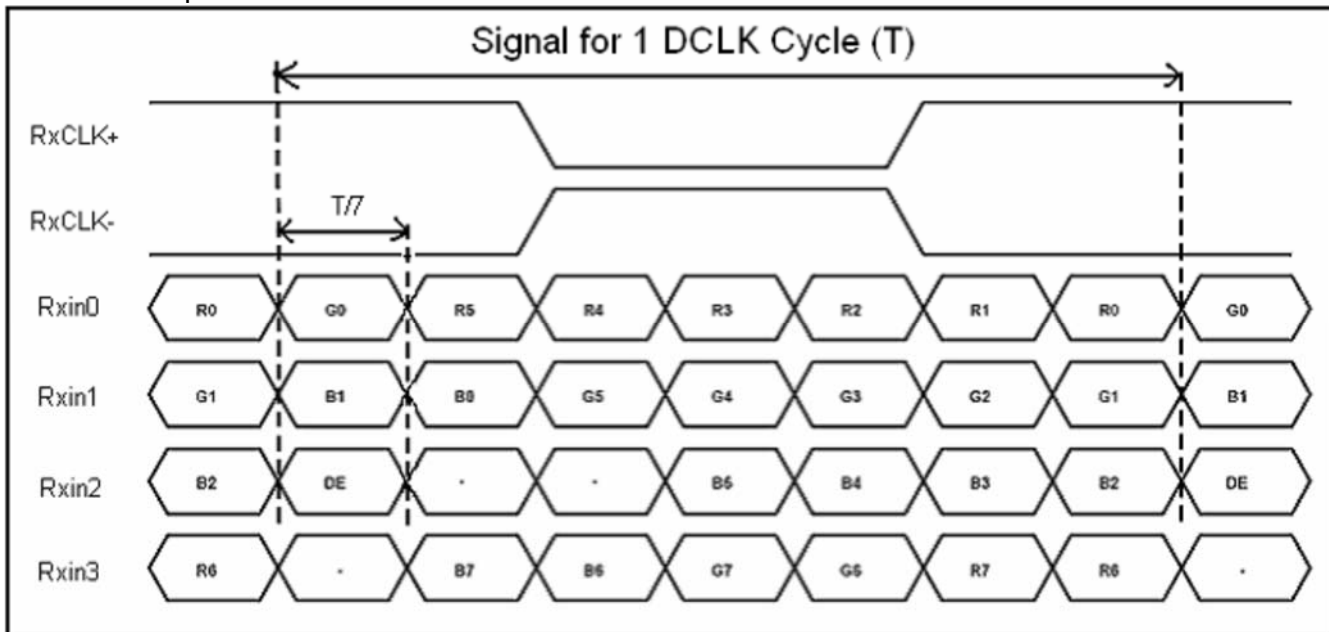 Signal for 1 DCLK Cycle (T)
RxCLK+
T/7
RxCLK-
Rxin0 R0 G0 R5 R4 R3 R2 R1 R0 G0
Rxin1 G1 B1 B0 G5 G4 G3 G2 G1 B1
Rxin2 B2 DE - - B5 B4 B3 B2 DE
Rxin3 R6 - B7 B6 G7 G6 R7 R6 -